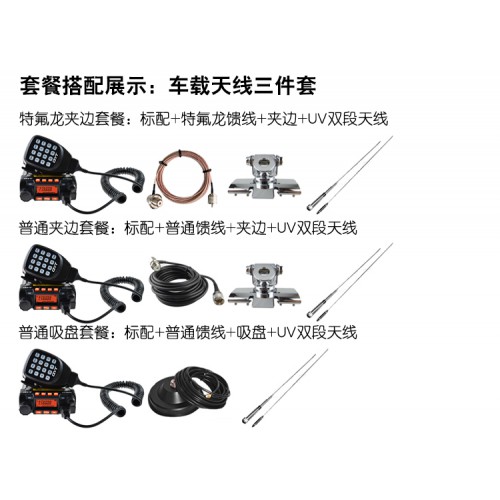 套餐搭配展示：车载天线三件套
特氟龙夹边套餐：标配+特氟龙馈线+夹边+UV双段天线
普通夹边套餐：标配+普通馈线+夹边+UV双段天线
普通吸盘套餐：标配+普通馈线+吸盘+UV双段天线